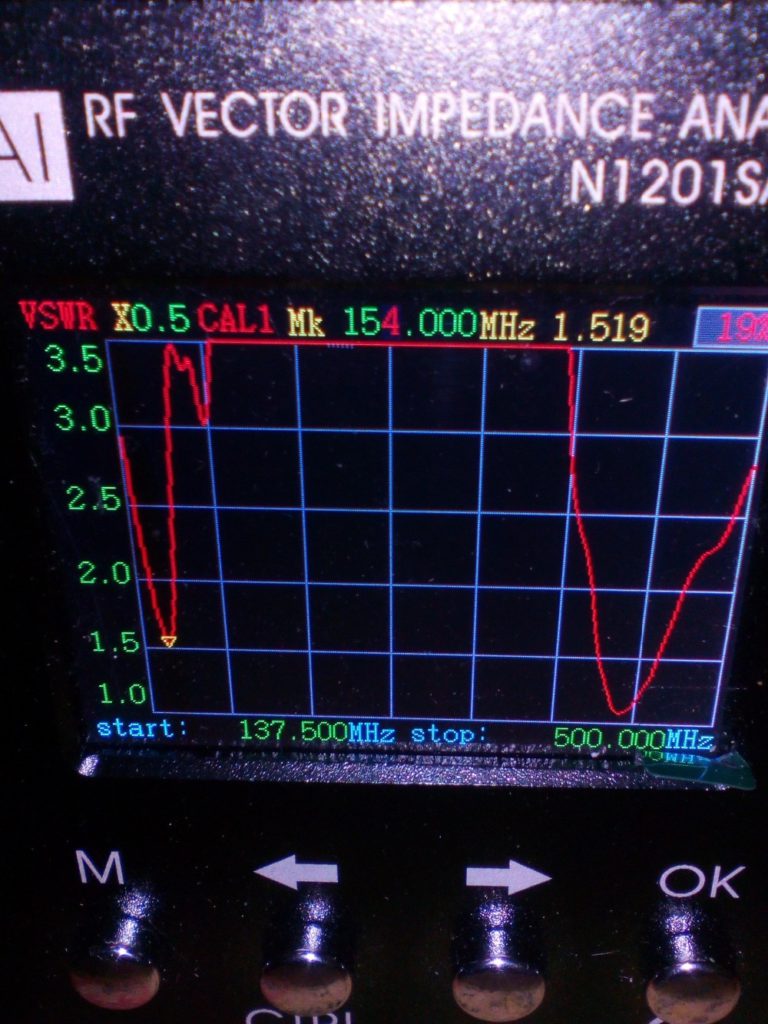 AI RF VECTOR IMPEDANCE ANA
N1201SA
VSWR X0.5 CAL1 Mk 154.000MHz 1.519 19%
3.5
3.0
2.5
2.0
1.5
1.0
start: 137.500MHz stop: 500.000MHz
M OK